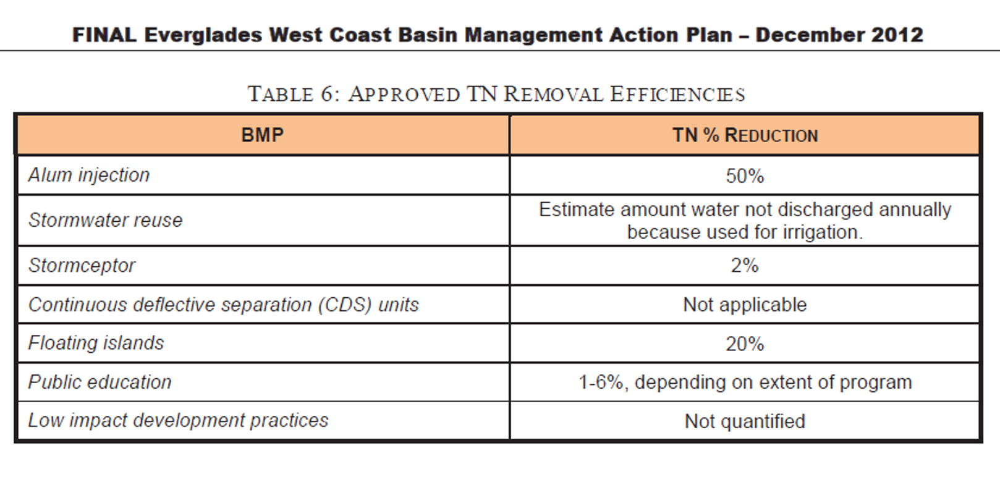 FINAL Everglades West Coast Basin Management Action Plan – December 2012
TABLE 6: APPROVED TN REMOVAL EFFICIENCIES
BMP
TN % REDUCTION
Alum injection
50%
Stormwater reuse
Estimate amount water not discharged annually
because used for irrigation.
Stormceptor
2%
Continuous deflective separation (CDS) units
Not applicable
Floating islands
20%
Public education
1-6%, depending on extent of program
Low impact development practices
Not quantified